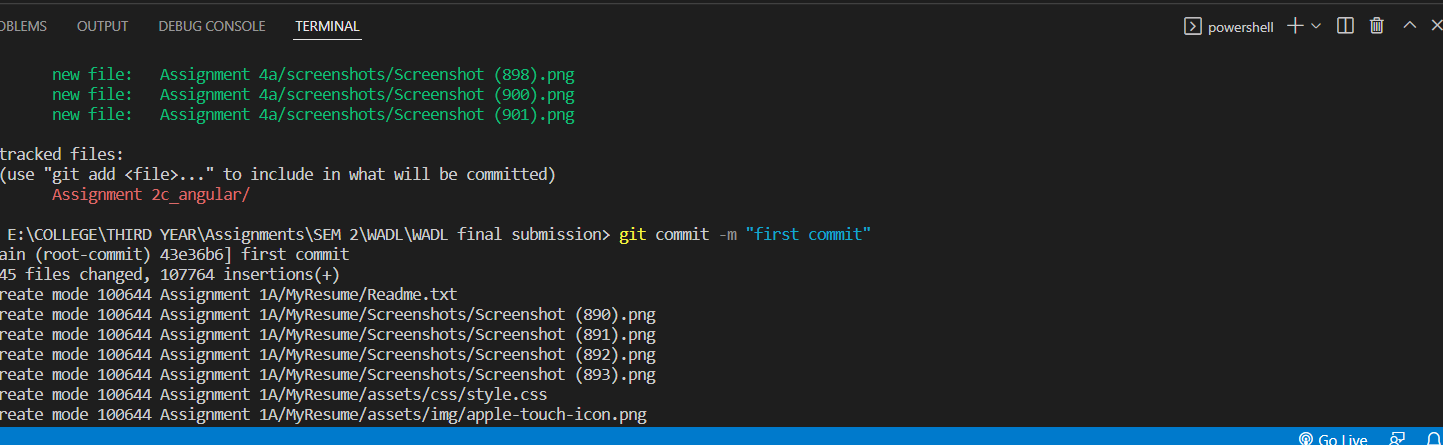 OBLEMS OUTPUT DEBUG CONSOLE TERMINAL powershell
new file: Assignment 4a/screenshots/Screenshot (898).png
new file: Assignment 4a/screenshots/Screenshot (900).png
new file: Assignment 4a/screenshots/Screenshot (901).png
tracked files:
(use "git add <file>..." to include in what will be committed)
Assignment 2c_angular/
E:\COLLEGE\THIRD YEAR\Assignments\SEM 2\WADL\WADL final submission> git commit -m "first commit"
ain (root-commit) 43e36b6] first commit
45 files changed, 107764 insertions(+)
reate mode 100644 Assignment 1A/MyResume/Readme.txt
reate mode 100644 Assignment 1A/MyResume/Screenshots/Screenshot (890).png
reate mode 100644 Assignment 1A/MyResume/Screenshots/Screenshot (891).png
reate mode 100644 Assignment 1A/MyResume/Screenshots/Screenshot (892).png
reate mode 100644 Assignment 1A/MyResume/Screenshots/Screenshot (893).png
reate mode 100644 Assignment 1A/MyResume/assets/css/style.css
reate mode 100644 Assignment 1A/MyResume/assets/img/apple-touch-icon.png
Go Live